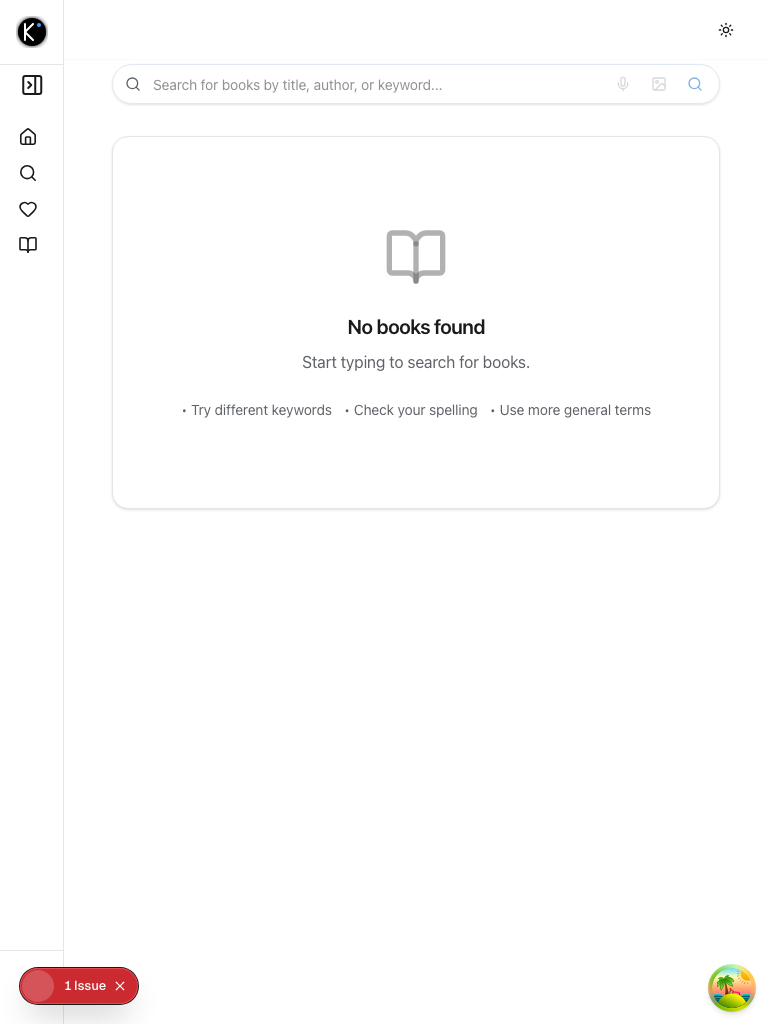 K
Search for books by title, author, or keyword...
No books found
Start typing to search for books.
• Try different keywords • Check your spelling • Use more general terms
1 Issue